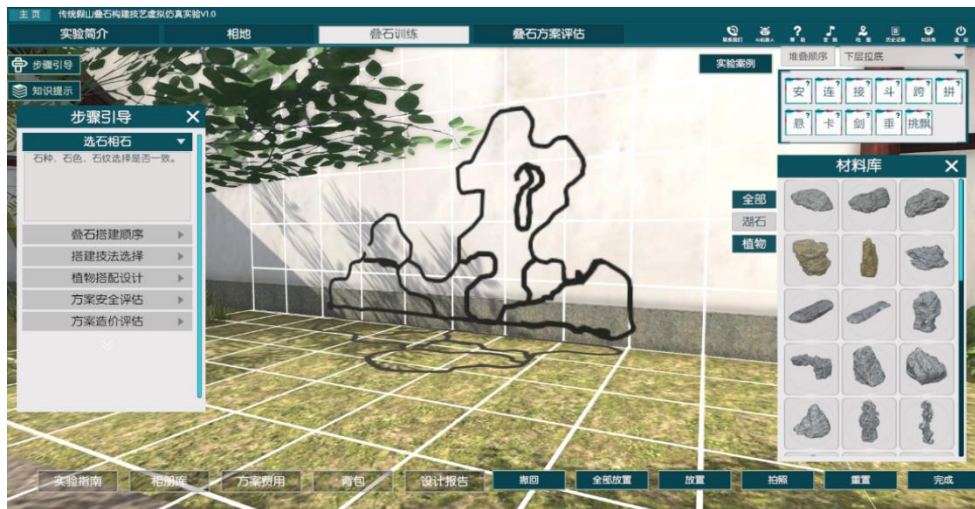 主 页 传统假山叠石构建技艺虚拟仿真实验V1.0
实验简介 相地 叠石训练 叠石方案评估
历史记录
步骤引导
知识提示
实验案例
堆叠顺序 下层拉底
安? 连? 接? 斗? 跨? 拼?
悬? 卡? 剑? 垂? 挑飘
步骤引导 X
选石相石
石种、石色、石纹选择是否一致。
叠石搭建顺序
搭建技法选择
植物搭配设计
方案安全评估
方案造价评估
材料库 X
全部
湖石
植物
实验指南 相册库 方案费用 背包 设计报告 撤回 全部放置 放置 拍照 重置 完成